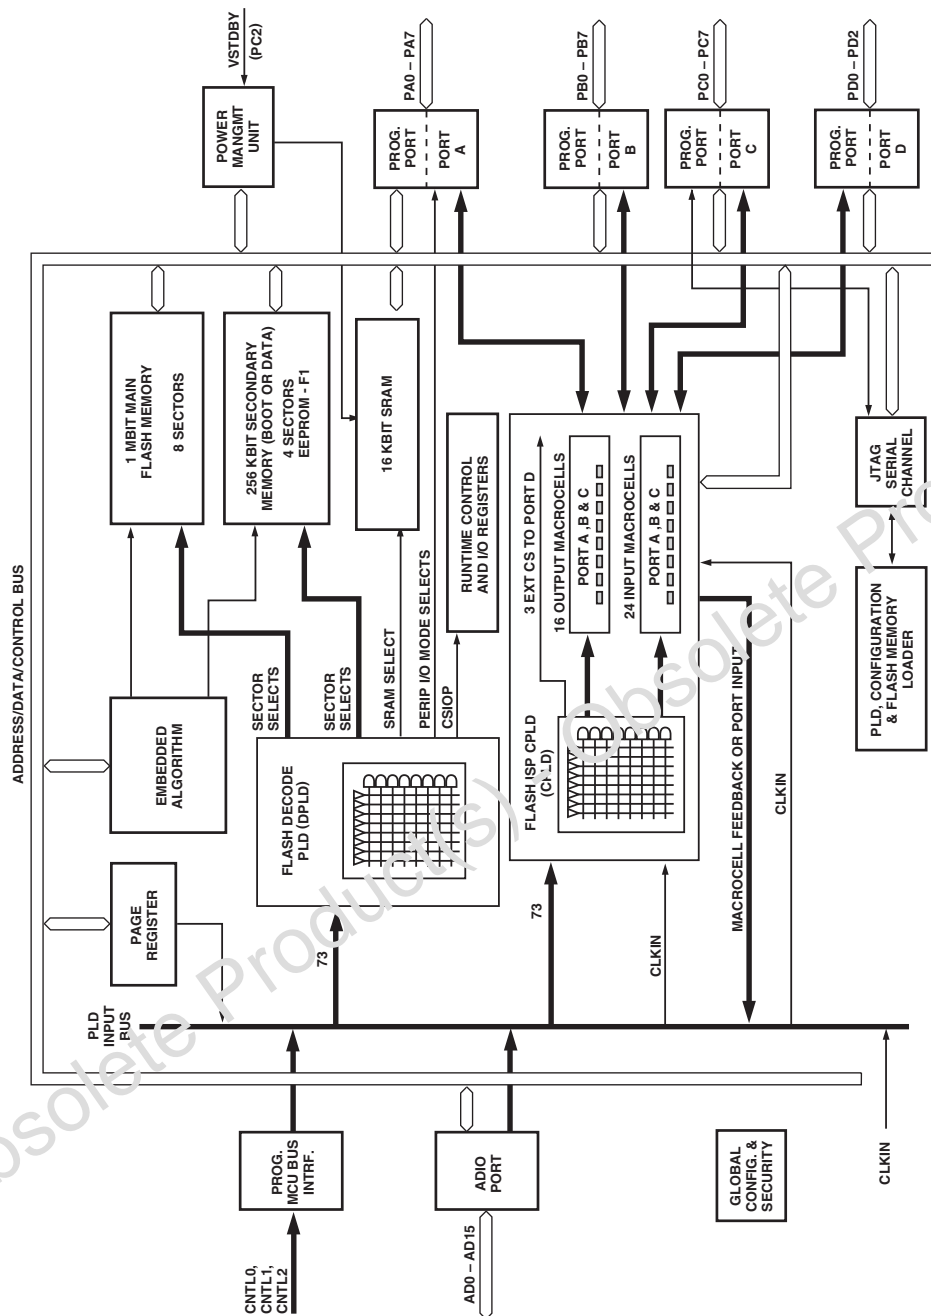 ADDRESS/DATA/CONTROL BUS
CNTL0,
CNTL1,
CNTL2
PROG.
MCU BUS
INTRF.
PLD
INPUT
BUS
PAGE
REGISTER
EMBEDDED
ALGORITHM
1 MBIT MAIN
FLASH MEMORY
8 SECTORS
POWER
MANGMT
UNIT
VSTDBY
(PC2)
256 KBIT SECONDARY
MEMORY (BOOT OR DATA)
4 SECTORS
EEPROM - F1
SECTOR
SELECTS
SECTOR
SELECTS
73
FLASH DECODE
PLD (DPLD)
SRAM SELECT
16 KBIT SRAM
PERIP I/O MODE SELECTS
CSIOP
RUNTIME CONTROL
AND I/O REGISTERS
PROG.
PORT
PORT
A
PA0 – PA7
AD0 – AD15
ADIO
PORT
73
FLASH ISP CPLD
(CPLD)
3 EXT CS TO PORT D
16 OUTPUT MACROCELLS
PORT A ,B & C
24 INPUT MACROCELLS
PORT A ,B & C
PROG.
PORT
PORT
B
PB0 – PB7
PROG.
PORT
PORT
C
PC0 – PC7
CLKIN
MACROCELL FEEDBACK OR PORT INPUT
CLKIN
GLOBAL
CONFIG. &
SECURITY
CLKIN
PLD, CONFIGURATION
& FLASH MEMORY
LOADER
JTAG
SERIAL
CHANNEL
PROG.
PORT
PORT
D
PD0 – PD2
Obsolete Product(s) - Obsolete Pro